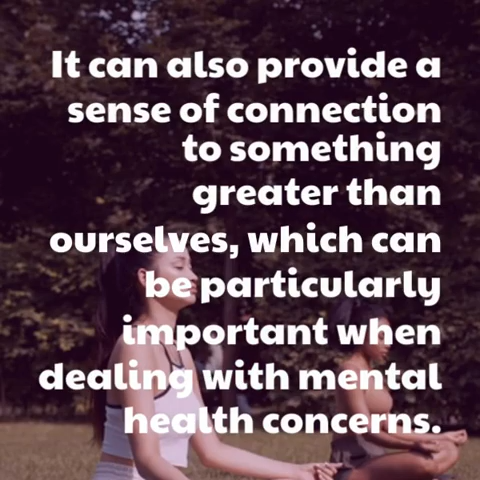 It can also provide a
sense of connection
to something
greater than
ourselves, which can
be particularly
important when
dealing with mental
health concerns.